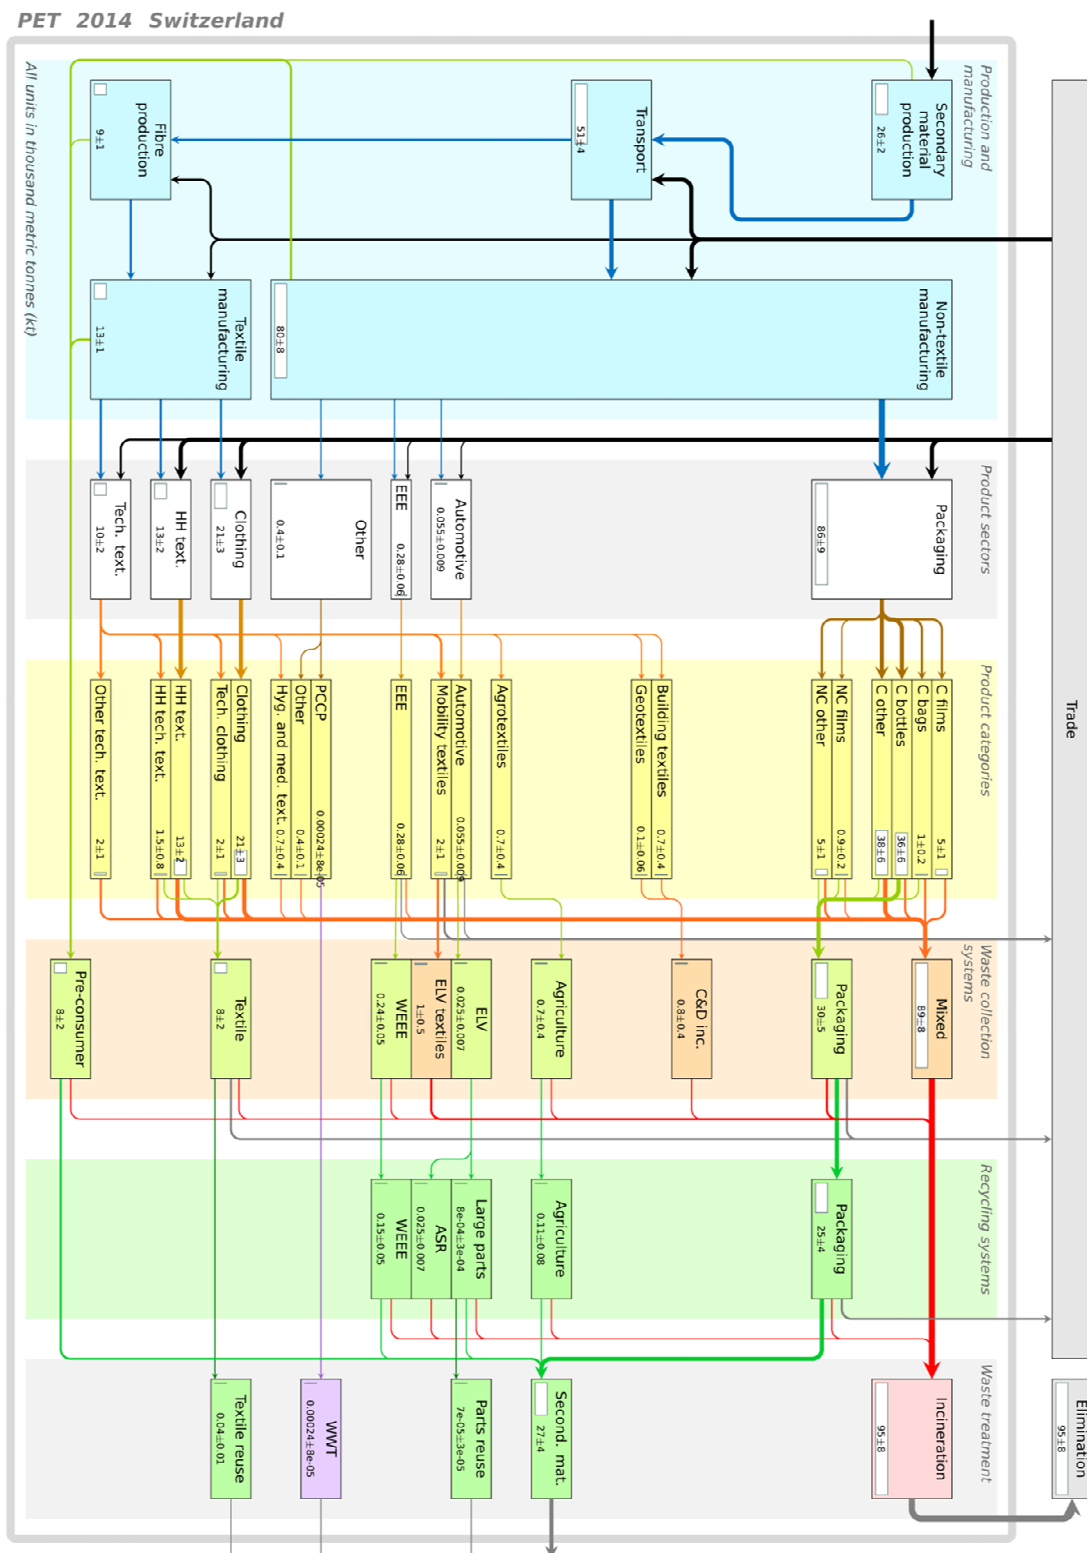 PET 2014 Switzerland
All units in thousand metric tonnes (kt)
Production and
manufacturing
Secondary
material
production
26±2
Transport
51±4
Fibre
production
9±1
Non-textile
manufacturing
80±8
Textile
manufacturing
13±1
Trade
Product sectors
Packaging
86±9
Automotive
0.055±0.009
EEE
0.28±0.06
Other
0.4±0.1
Clothing
21±3
HH text.
13±2
Tech. text.
10±2
Product categories
C films
5±1
C bags
1±0.2
C bottles
36±6
C other
38±6
NC films
0.9±0.2
NC other
5±1
Building textiles
0.7±0.4
Geotextiles
0.1±0.06
Agrotextiles
0.7±0.4
Automotive
0.055±0.009
Mobility textiles
2±1
EEE
0.28±0.06
PCCP
0.00024±8e-05
Other
0.4±0.1
Hyg. and med. text.
0.7±0.4
Clothing
21±3
Tech. clothing
2±1
HH text.
13±2
HH tech. text.
1.5±0.8
Other tech. text.
2±1
Waste collection
systems
Mixed
89±8
Packaging
30±5
C&D inc.
0.8±0.4
Agriculture
0.7±0.4
ELV
0.025±0.007
ELV textiles
1±0.5
WEEE
0.24±0.05
Textile
8±2
Pre-consumer
8±2
Recycling systems
Packaging
25±4
Agriculture
0.11±0.08
Large parts
8e-04±3e-04
ASR
0.025±0.007
WEEE
0.15±0.05
Waste treatment
Incineration
95±8
Second. mat.
27±4
Parts reuse
7e-05±3e-05
WWT
0.00024±8e-05
Textile reuse
0.04±0.01
Elimination
95±8